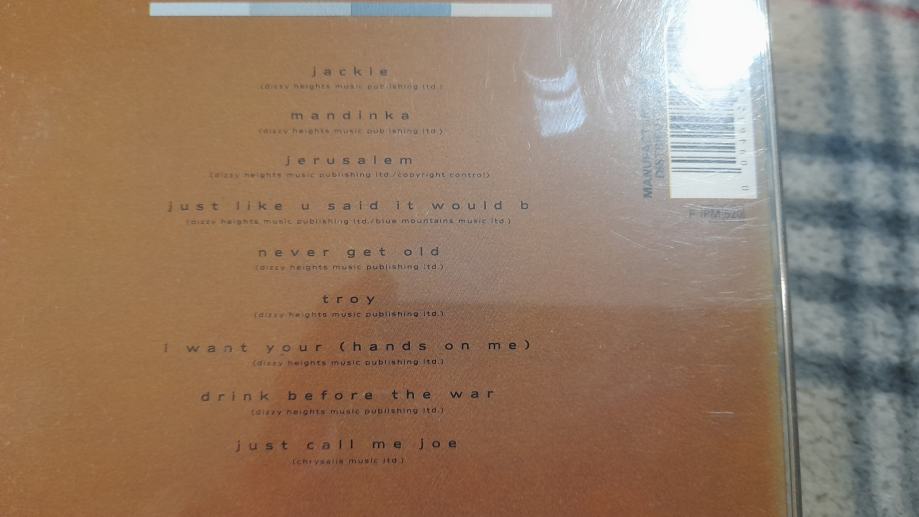 jackie
(dizzy heights music publishing ltd.)
mandinka
(dizzy heights music publishing ltd.)
jerusalem
(dizzy heights music publishing ltd./copyright control)
just like u said it would b
(dizzy heights music publishing ltd./blue mountains music ltd.)
never get old
(dizzy heights music publishing ltd.)
troy
(dizzy heights music publishing ltd.)
i want your (hands on me)
(dizzy heights music publishing ltd.)
drink before the war
(dizzy heights music publishing ltd.)
just call me joe
(chrysalis music ltd.)